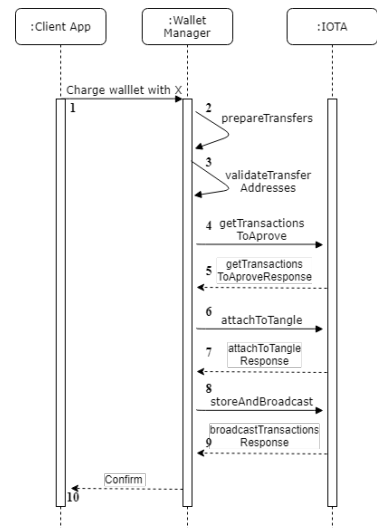 :Client App
:Wallet
Manager
:IOTA
Charge walllet with X
1
2
prepareTransfers
3
validateTransfer
Addresses
4
getTransactions
ToAprove
getTransactions
5
ToAproveResponse
6
attachToTangle
7
attachToTangle
Response
8
storeAndBroadcast
broadcastTransactions
9
Response
Confirm
10